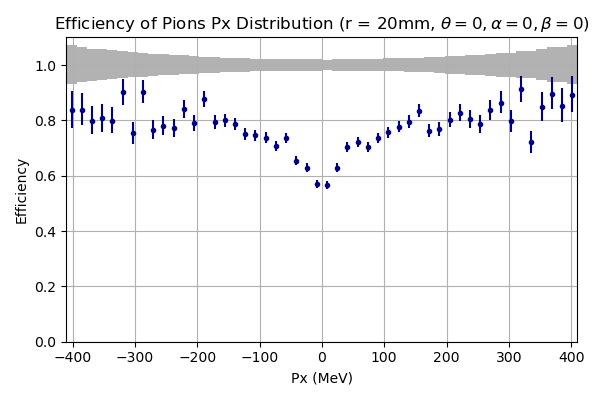 Efficiency of Pions Px Distribution (r = 20mm, θ = 0, α = 0, β = 0)
1.0
0.8
0.6
0.4
0.2
0.0
Efficiency
−400 −300 −200 −100 0 100 200 300 400
Px (MeV)